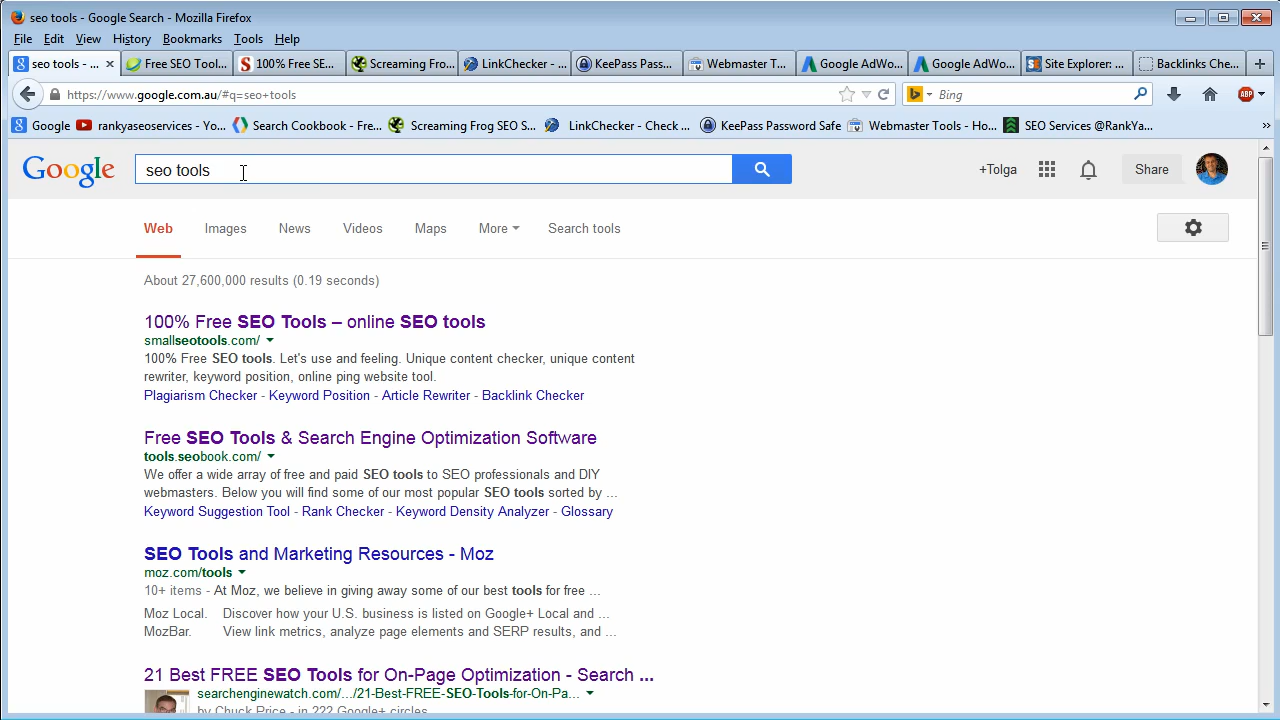 seo tools - Google Search - Mozilla Firefox
File Edit View History Bookmarks Tools Help
seo tools - ... Free SEO Tool... 100% Free SE... Screaming Fro... LinkChecker - ... KeePass Pass... Webmaster T... Google AdWo... Google AdWo... Site Explorer: ... Backlinks Che...
https://www.google.com.au/#q=seo+tools Bing ABP
Google rankyaseoservices - Yo... Search Cookbook - Fre... Screaming Frog SEO S... LinkChecker - Check ... KeePass Password Safe Webmaster Tools - Ho... SEO Services @RankYa...
Google seo tools +Tolga Share
Web Images News Videos Maps More Search tools
About 27,600,000 results (0.19 seconds)
100% Free SEO Tools – online SEO tools
smallseotools.com/
100% Free SEO tools. Let's use and feeling. Unique content checker, unique content
rewriter, keyword position, online ping website tool.
Plagiarism Checker - Keyword Position - Article Rewriter - Backlink Checker
Free SEO Tools & Search Engine Optimization Software
tools.seobook.com/
We offer a wide array of free and paid SEO tools to SEO professionals and DIY
webmasters. Below you will find some of our most popular SEO tools sorted by ...
Keyword Suggestion Tool - Rank Checker - Keyword Density Analyzer - Glossary
SEO Tools and Marketing Resources - Moz
moz.com/tools
10+ items - At Moz, we believe in giving away some of our best tools for free ...
Moz Local. Discover how your U.S. business is listed on Google+ Local and ...
MozBar. View link metrics, analyze page elements and SERP results, and ...
21 Best FREE SEO Tools for On-Page Optimization - Search ...
searchenginewatch.com/.../21-Best-FREE-SEO-Tools-for-On-Pa...
by Chuck Price - in 222 Google+ circles